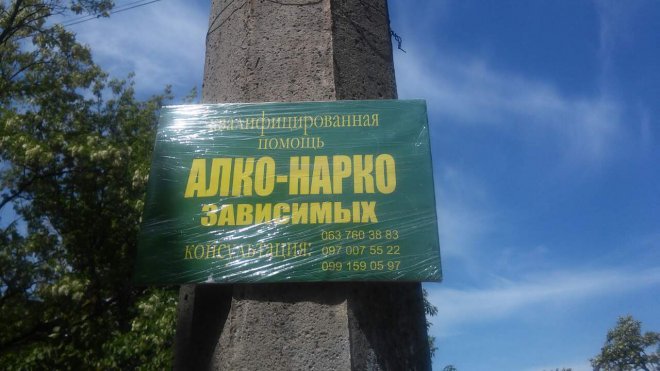 квалифицированная
помощь
АЛКО-НАРКО
ЗАВИСИМЫХ
КОНСУЛЬТАЦИЯ: 063 760 38 83
097 007 55 22
099 159 05 97